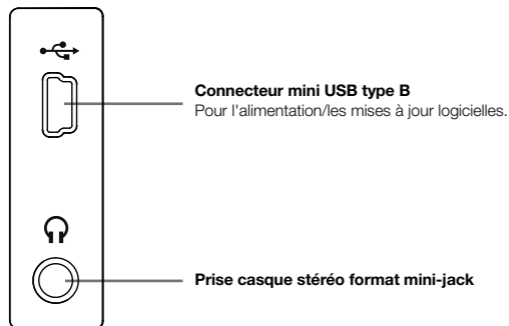 Connecteur mini USB type B
Pour l'alimentation/les mises à jour logicielles.
Prise casque stéréo format mini-jack